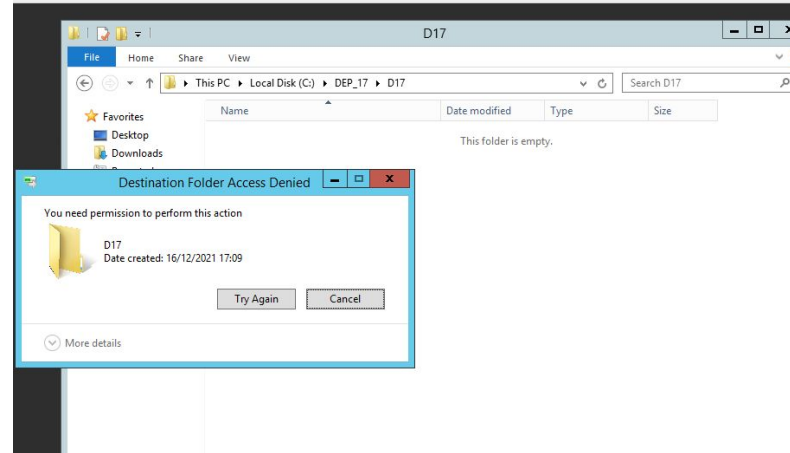 D17
File Home Share View
This PC Local Disk (C:) DEP_17 D17
Search D17
Favorites
Name Date modified Type Size
Desktop
This folder is empty.
Downloads
Destination Folder Access Denied
You need permission to perform this action
D17
Date created: 16/12/2021 17:09
Try Again Cancel
More details